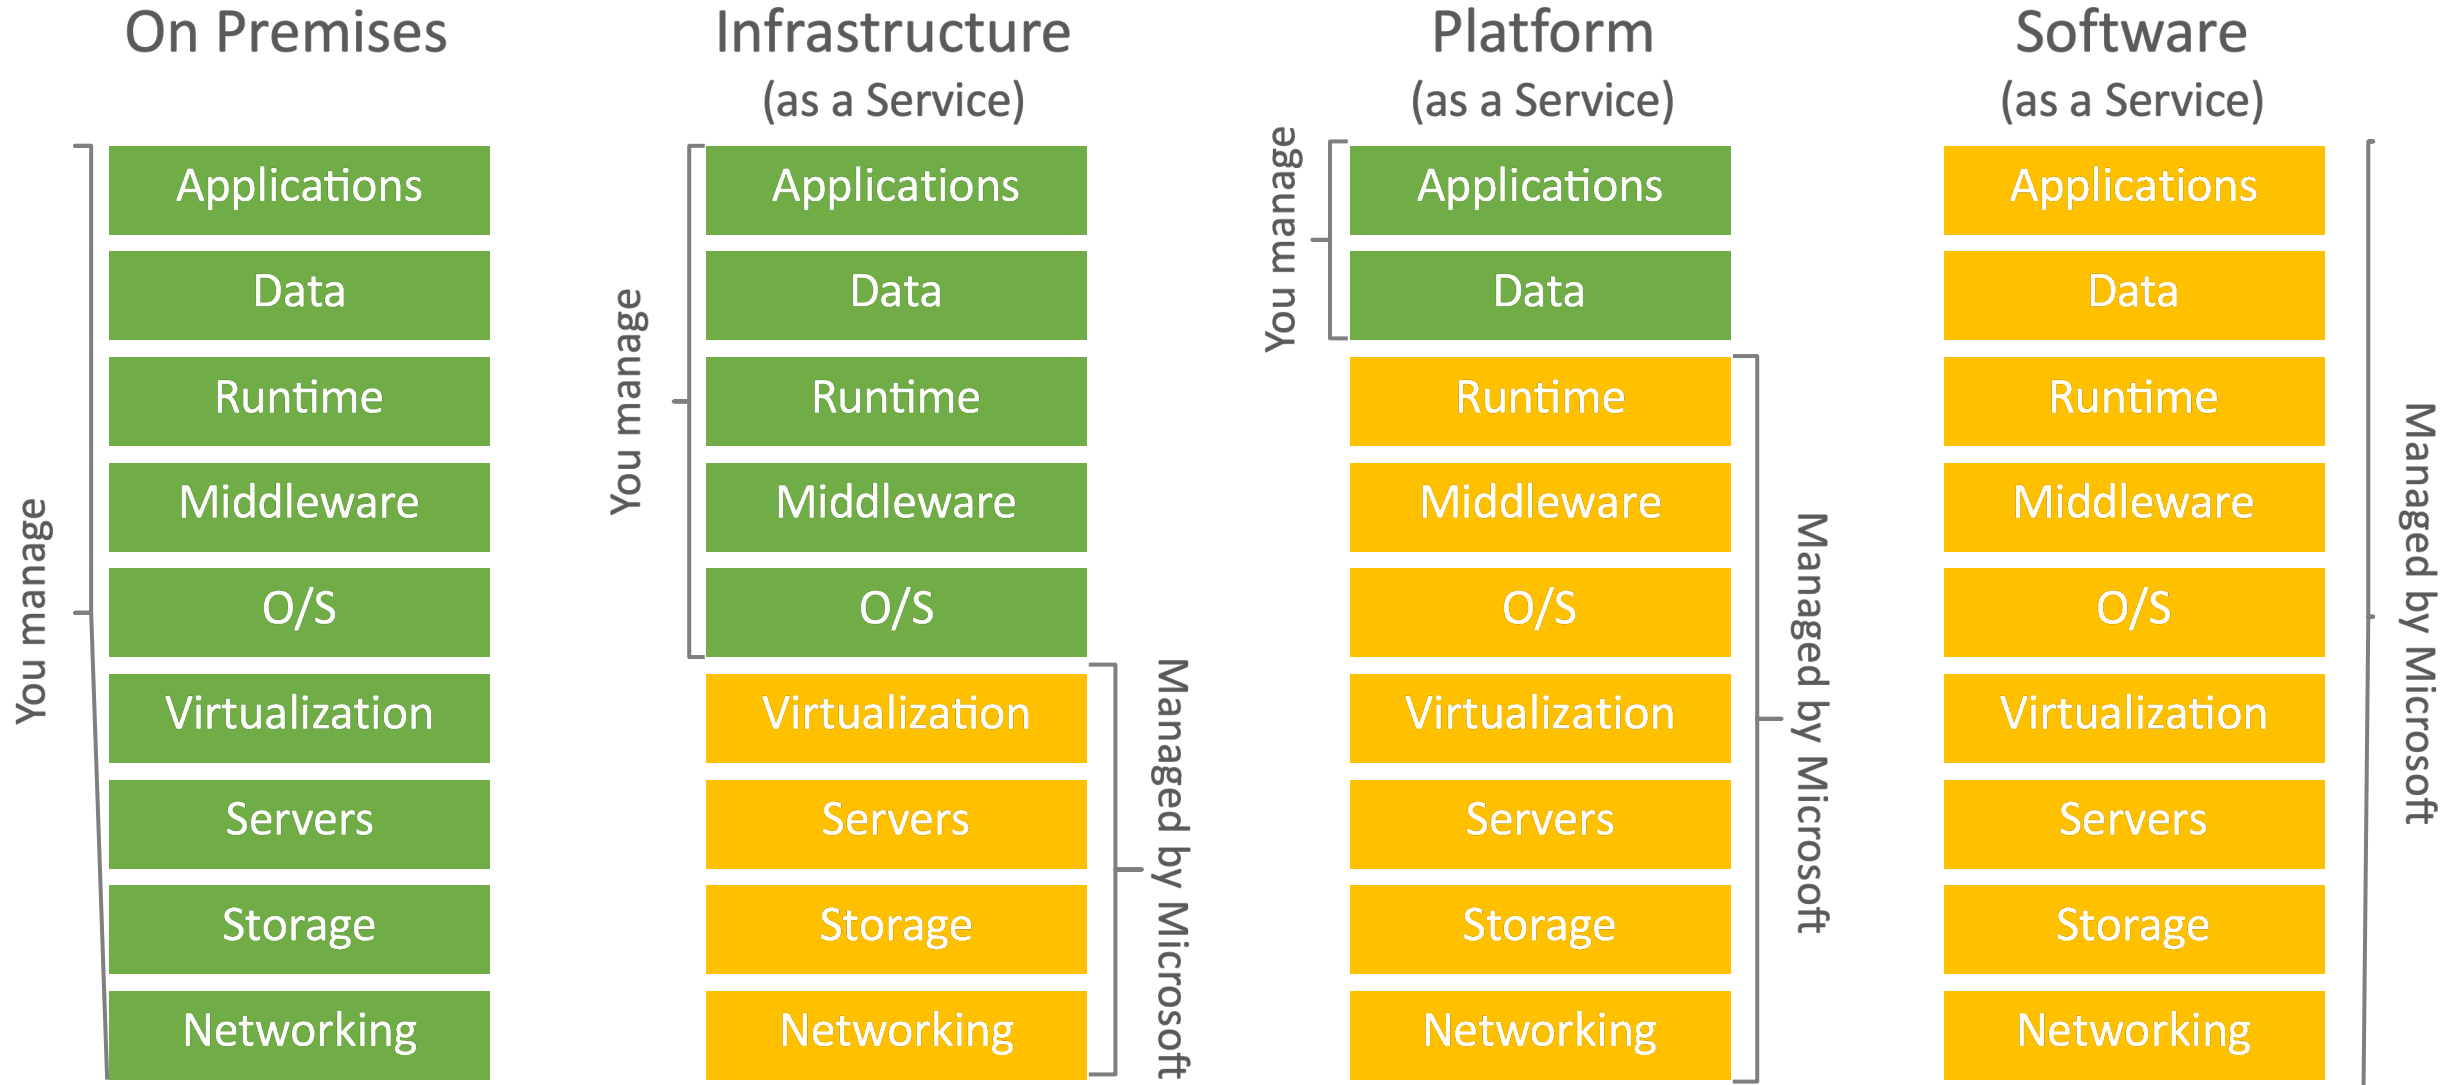 On Premises
You manage
Applications
Data
Runtime
Middleware
O/S
Virtualization
Servers
Storage
Networking
Infrastructure
(as a Service)
You manage
Applications
Data
Runtime
Middleware
O/S
Virtualization
Servers
Storage
Networking
Managed by Microsoft
Platform
(as a Service)
You manage
Applications
Data
Runtime
Middleware
O/S
Virtualization
Servers
Storage
Networking
Managed by Microsoft
Software
(as a Service)
Applications
Data
Runtime
Middleware
O/S
Virtualization
Servers
Storage
Networking
Managed by Microsoft